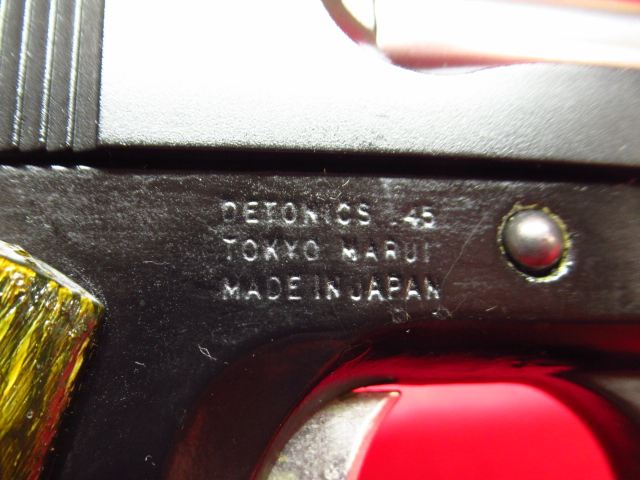 DETONICS .45
TOKYO MARUI
MADE IN JAPAN